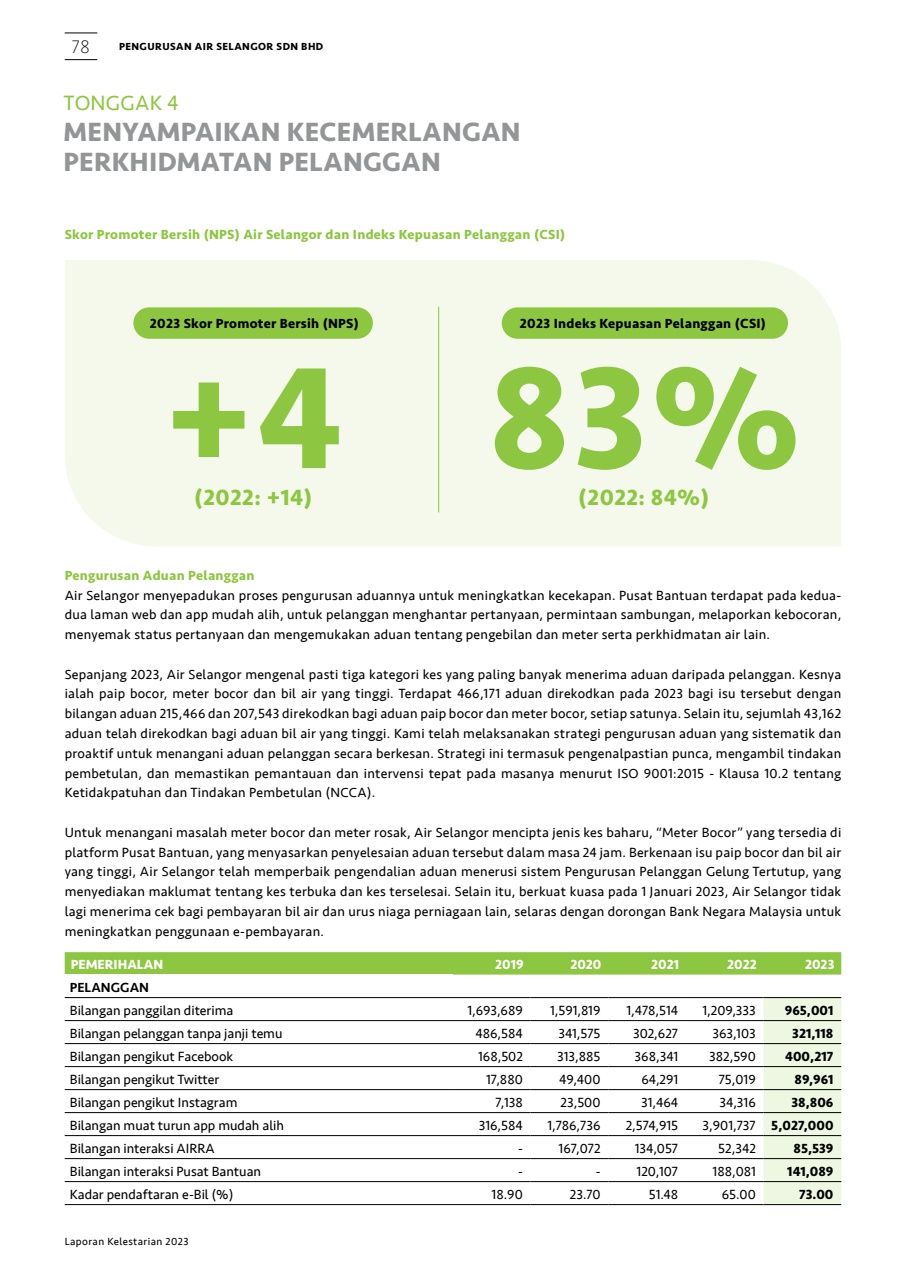 78
PENGURUSAN AIR SELANGOR SDN BHD
TONGGAK 4
MENYAMPAIKAN KECEMERLANGAN
PERKHIDMATAN PELANGGAN
Skor Promoter Bersih (NPS) Air Selangor dan Indeks Kepuasan Pelanggan (CSI)
2023 Skor Promoter Bersih (NPS)
+4
(2022: +14)
2023 Indeks Kepuasan Pelanggan (CSI)
83%
(2022: 84%)
Pengurusan Aduan Pelanggan
Air Selangor menyepadukan proses pengurusan aduannya untuk meningkatkan kecekapan. Pusat Bantuan terdapat pada kedua-
dua laman web dan app mudah alih, untuk pelanggan menghantar pertanyaan, permintaan sambungan, melaporkan kebocoran,
menyemak status pertanyaan dan mengemukakan aduan tentang pengebilan dan meter serta perkhidmatan air lain.
Sepanjang 2023, Air Selangor mengenal pasti tiga kategori kes yang paling banyak menerima aduan daripada pelanggan. Kesnya
ialah paip bocor, meter bocor dan bil air yang tinggi. Terdapat 466,171 aduan direkodkan pada 2023 bagi isu tersebut dengan
bilangan aduan 215,466 dan 207,543 direkodkan bagi aduan paip bocor dan meter bocor, setiap satunya. Selain itu, sejumlah 43,162
aduan telah direkodkan bagi aduan bil air yang tinggi. Kami telah melaksanakan strategi pengurusan aduan yang sistematik dan
proaktif untuk menangani aduan pelanggan secara berkesan. Strategi ini termasuk pengenalpastian punca, mengambil tindakan
pembetulan, dan memastikan pemantauan dan intervensi tepat pada masanya menurut ISO 9001:2015 - Klausa 10.2 tentang
Ketidakpatuhan dan Tindakan Pembetulan (NCCA).
Untuk menangani masalah meter bocor dan meter rosak, Air Selangor mencipta jenis kes baharu, “Meter Bocor” yang tersedia di
platform Pusat Bantuan, yang menyasarkan penyelesaian aduan tersebut dalam masa 24 jam. Berkenaan isu paip bocor dan bil air
yang tinggi, Air Selangor telah memperbaik pengendalian aduan menerusi sistem Pengurusan Pelanggan Gelung Tertutup, yang
menyediakan maklumat tentang kes terbuka dan kes terselesai. Selain itu, berkuat kuasa pada 1 Januari 2023, Air Selangor tidak
lagi menerima cek bagi pembayaran bil air dan urus niaga perniagaan lain, selaras dengan dorongan Bank Negara Malaysia untuk
meningkatkan penggunaan e-pembayaran.
PEMERIHALAN 2019 2020 2021 2022 2023
PELANGGAN
Bilangan panggilan diterima 1,693,689 1,591,819 1,478,514 1,209,333 965,001
Bilangan pelanggan tanpa janji temu 486,584 341,575 302,627 363,103 321,118
Bilangan pengikut Facebook 168,502 313,885 368,341 382,590 400,217
Bilangan pengikut Twitter 17,880 49,400 64,291 75,019 89,961
Bilangan pengikut Instagram 7,138 23,500 31,464 34,316 38,806
Bilangan muat turun app mudah alih 316,584 1,786,736 2,574,915 3,901,737 5,027,000
Bilangan interaksi AIRRA - 167,072 134,057 52,342 85,539
Bilangan interaksi Pusat Bantuan - - 120,107 188,081 141,089
Kadar pendaftaran e-Bil (%) 18.90 23.70 51.48 65.00 73.00
Laporan Kelestarian 2023